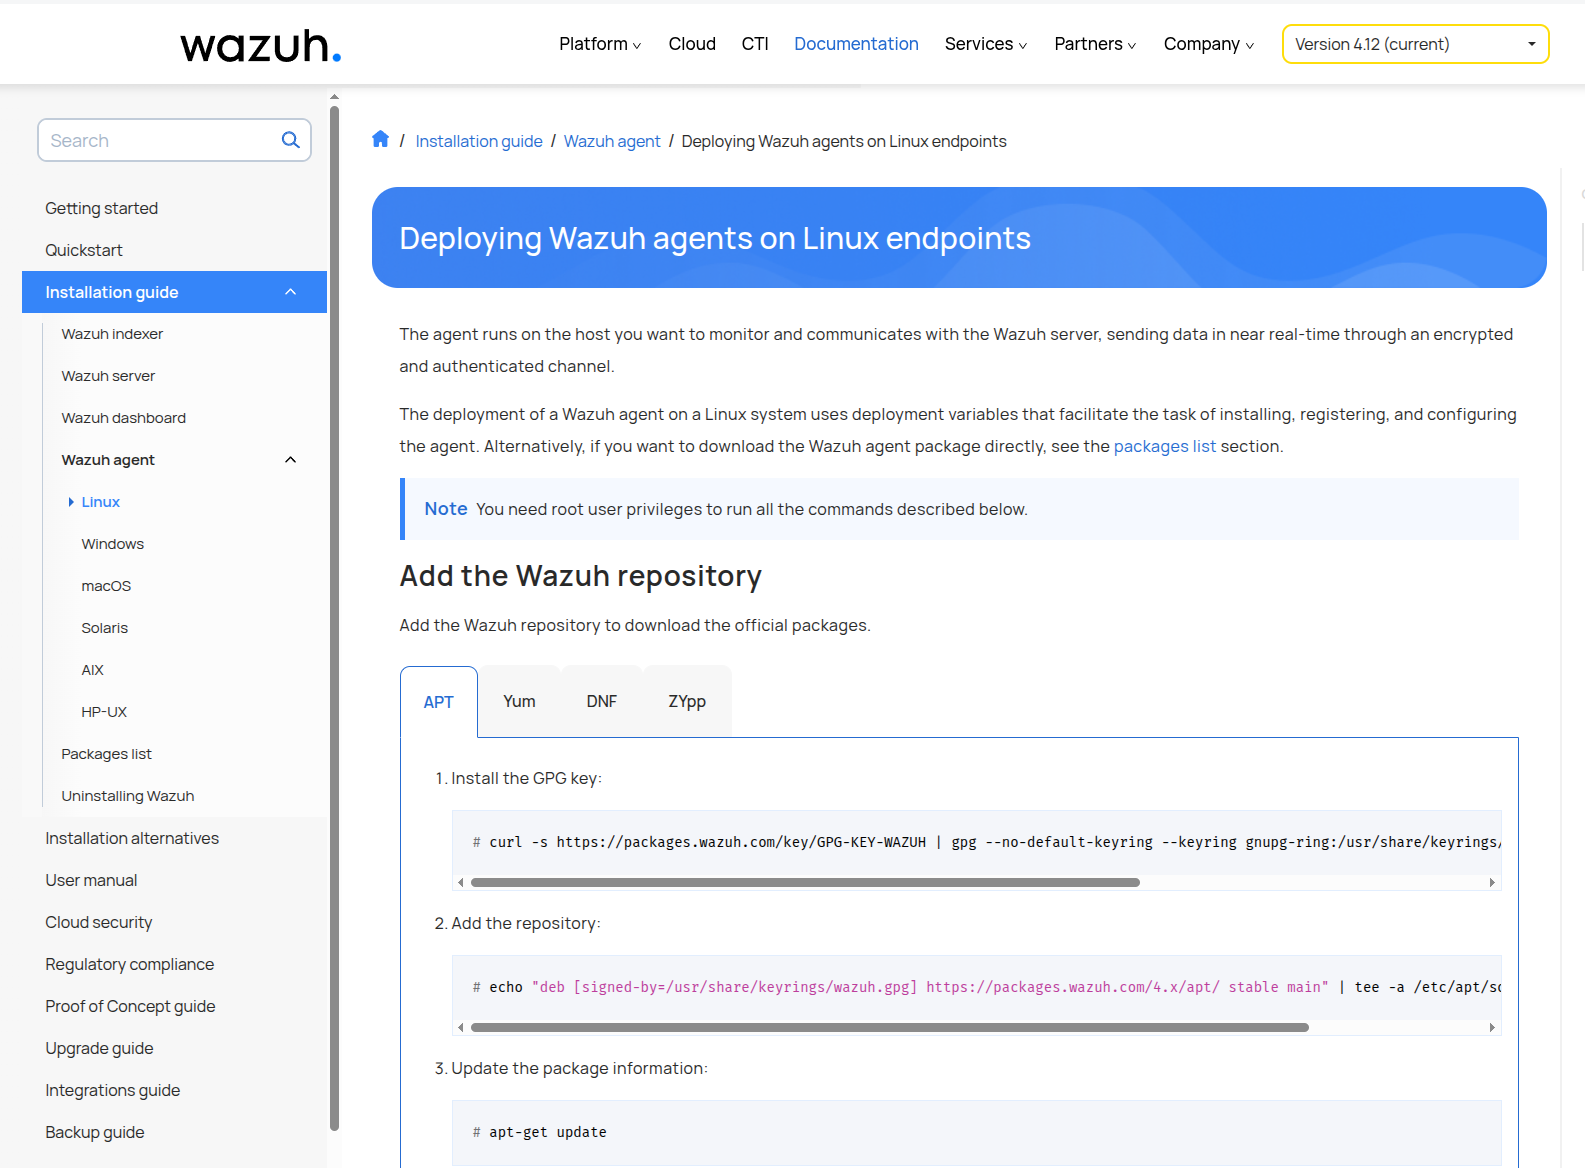 wazuh.
Platform Cloud CTI Documentation Services Partners Company Version 4.12 (current)
Search
Getting started
Quickstart
Installation guide
Wazuh indexer
Wazuh server
Wazuh dashboard
Wazuh agent
Linux
Windows
macOS
Solaris
AIX
HP-UX
Packages list
Uninstalling Wazuh
Installation alternatives
User manual
Cloud security
Regulatory compliance
Proof of Concept guide
Upgrade guide
Integrations guide
Backup guide
/ Installation guide / Wazuh agent / Deploying Wazuh agents on Linux endpoints
Deploying Wazuh agents on Linux endpoints
The agent runs on the host you want to monitor and communicates with the Wazuh server, sending data in near real-time through an encrypted
and authenticated channel.
The deployment of a Wazuh agent on a Linux system uses deployment variables that facilitate the task of installing, registering, and configuring
the agent. Alternatively, if you want to download the Wazuh agent package directly, see the packages list section.
Note You need root user privileges to run all the commands described below.
Add the Wazuh repository
Add the Wazuh repository to download the official packages.
APT Yum DNF ZYpp
1. Install the GPG key:
# curl -s https://packages.wazuh.com/key/GPG-KEY-WAZUH | gpg --no-default-keyring --keyring gnupg-ring:/usr/share/keyrings/
2. Add the repository:
# echo "deb [signed-by=/usr/share/keyrings/wazuh.gpg] https://packages.wazuh.com/4.x/apt/ stable main" | tee -a /etc/apt/so
3. Update the package information:
# apt-get update